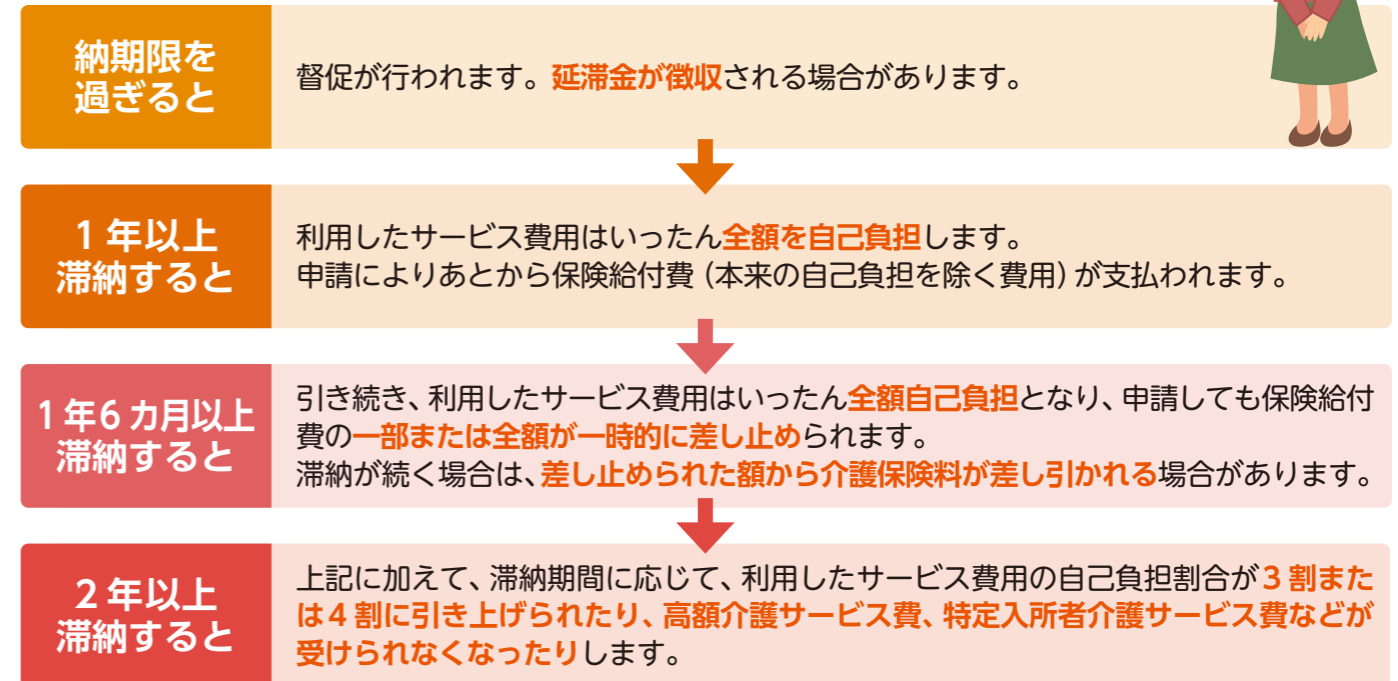 納期限を
過ぎると
督促が行われます。延滞金が徴収される場合があります。
1年以上
滞納すると
利用したサービス費用はいったん全額を自己負担します。
申請によりあとから保険給付費(本来の自己負担を除く費用)が支払われます。
1年6カ月以上
滞納すると
引き続き、利用したサービス費用はいったん全額自己負担となり、申請しても保険給付
費の一部または全額が一時的に差し止められます。
滞納が続く場合は、差し止められた額から介護保険料が差し引かれる場合があります。
2年以上
滞納すると
上記に加えて、滞納期間に応じて、利用したサービス費用の自己負担割合が3割また
は4割に引き上げられたり、高額介護サービス費、特定入所者介護サービス費などが
受けられなくなったりします。